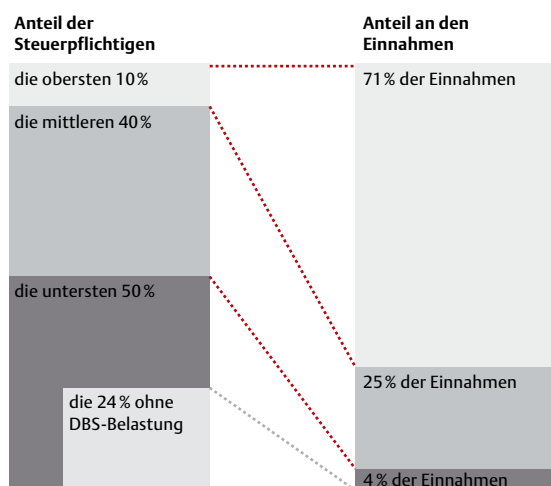 Anteil der
Steuerpflichtigen
Anteil an den
Einnahmen
die obersten 10 %
71 % der Einnahmen
die mittleren 40 %
die untersten 50 %
25 % der Einnahmen
die 24 % ohne
DBS-Belastung
4 % der Einnahmen